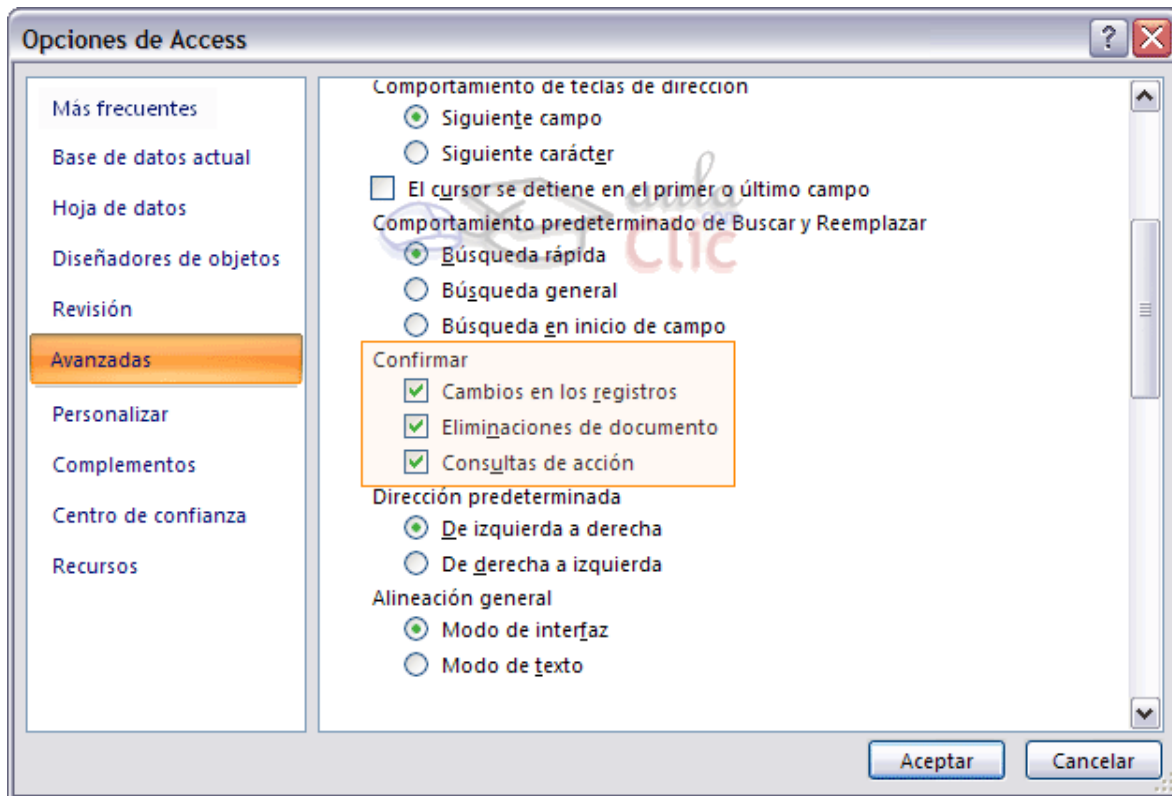 Opciones de Access
Más frecuentes
Base de datos actual
Hoja de datos
Diseñadores de objetos
Revisión
Avanzadas
Personalizar
Complementos
Centro de confianza
Recursos
Comportamiento de teclas de dirección
Siguiente campo
Siguiente carácter
El cursor se detiene en el primer o último campo
Comportamiento predeterminado de Buscar y Reemplazar
Búsqueda rápida
Búsqueda general
Búsqueda en inicio de campo
Confirmar
Cambios en los registros
Eliminaciones de documento
Consultas de acción
Dirección predeterminada
De izquierda a derecha
De derecha a izquierda
Alineación general
Modo de interfaz
Modo de texto
aula
Clic
.com
Aceptar
Cancelar